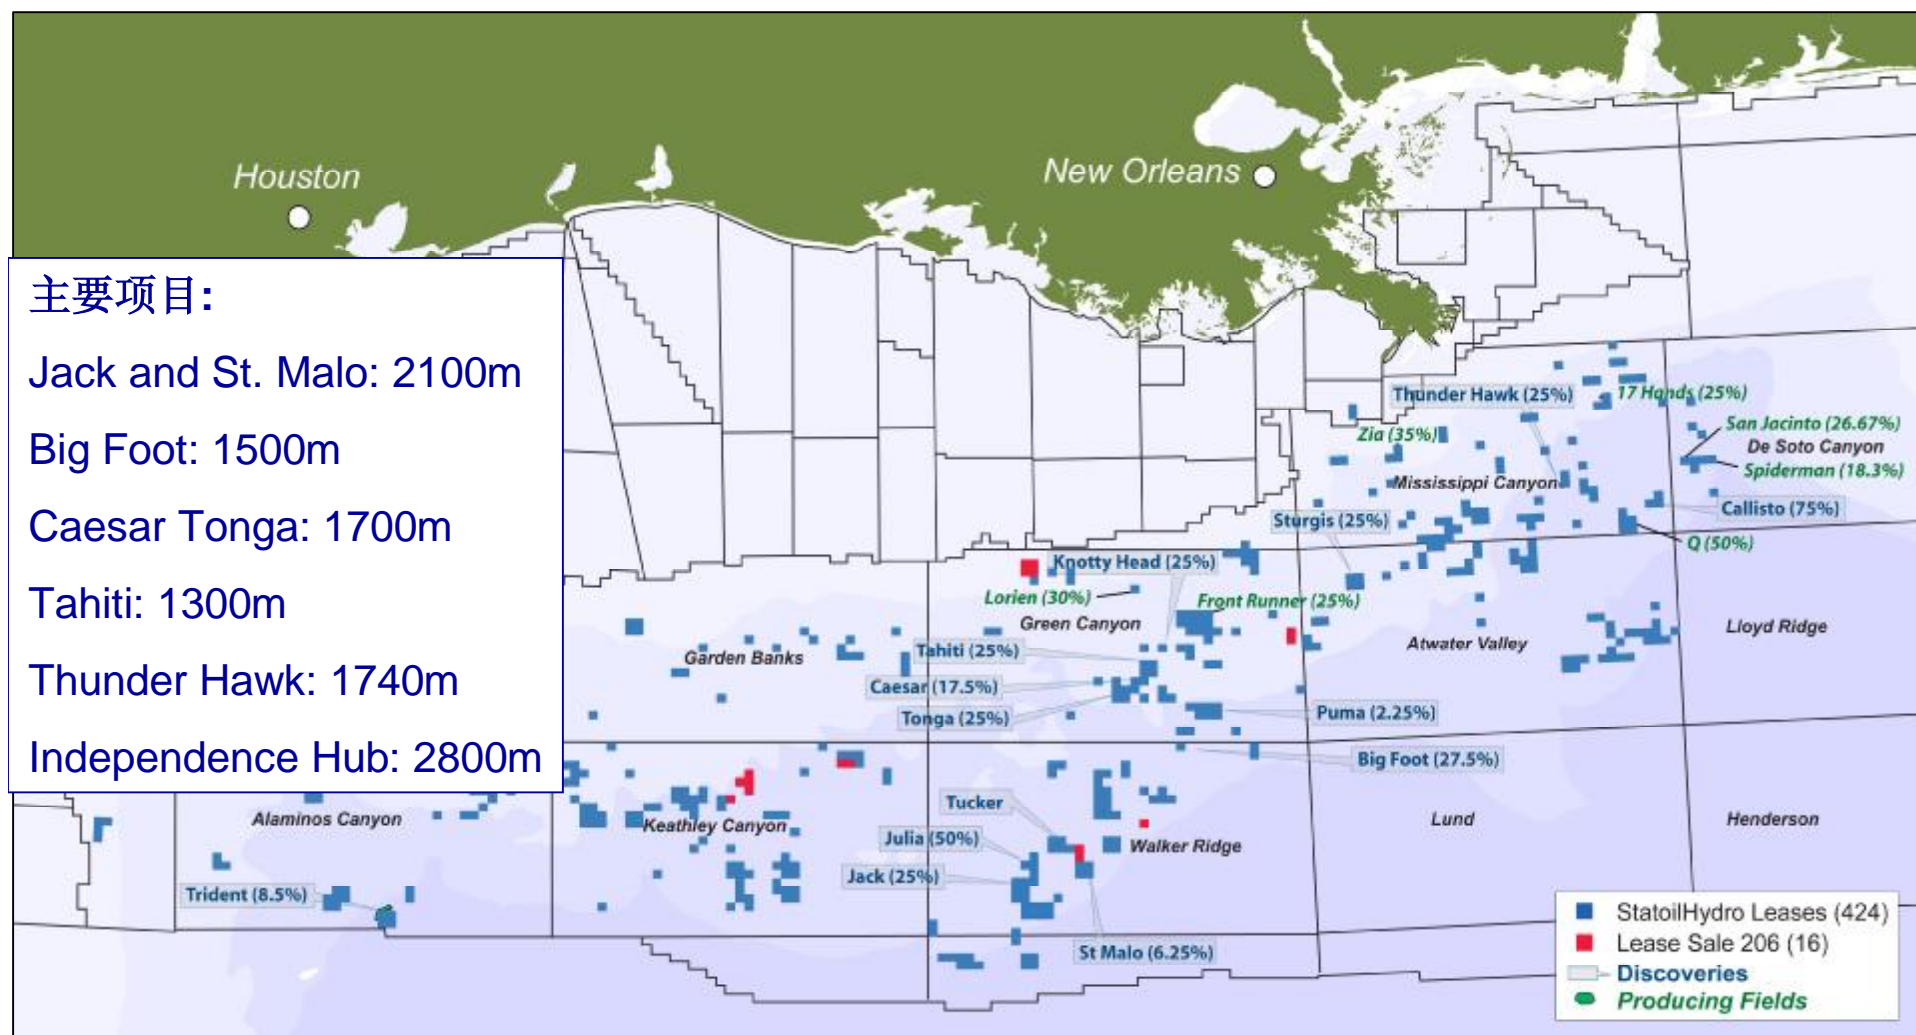 Houston
New Orleans
主要项目:
Jack and St. Malo: 2100m
Big Foot: 1500m
Caesar Tonga: 1700m
Tahiti: 1300m
Thunder Hawk: 1740m
Independence Hub: 2800m
Thunder Hawk (25%)
17 Hands (25%)
Zia (35%)
San Jacinto (26.67%)
De Soto Canyon
Spiderman (18.3%)
Mississippi Canyon
Callisto (75%)
Sturgis (25%)
Q (50%)
Knotty Head (25%)
Lorien (30%)
Front Runner (25%)
Green Canyon
Atwater Valley
Lloyd Ridge
Garden Banks
Tahiti (25%)
Caesar (17.5%)
Tonga (25%)
Puma (2.25%)
Big Foot (27.5%)
Tucker
Alaminos Canyon
Keathley Canyon
Julia (50%)
Walker Ridge
Lund
Henderson
Jack (25%)
Trident (8.5%)
St Malo (6.25%)
StatoilHydro Leases (424)
Lease Sale 206 (16)
Discoveries
Producing Fields